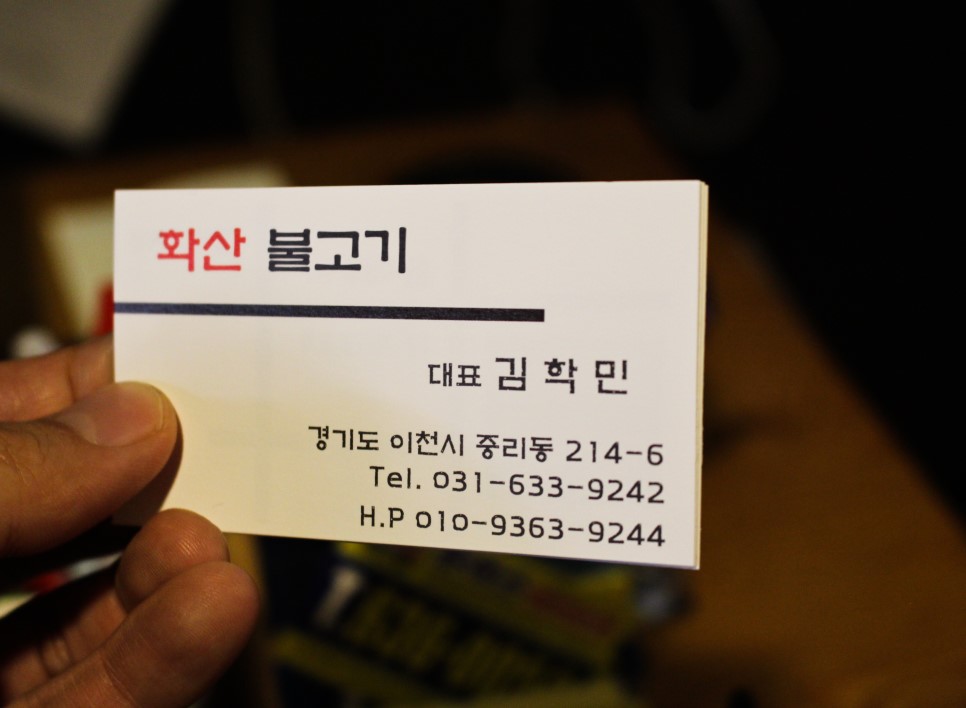 화산 불고기
대표 김 학 민
경기도 이천시 중리동 214-6
Tel. 031-633-9242
H.P 010-9363-9244